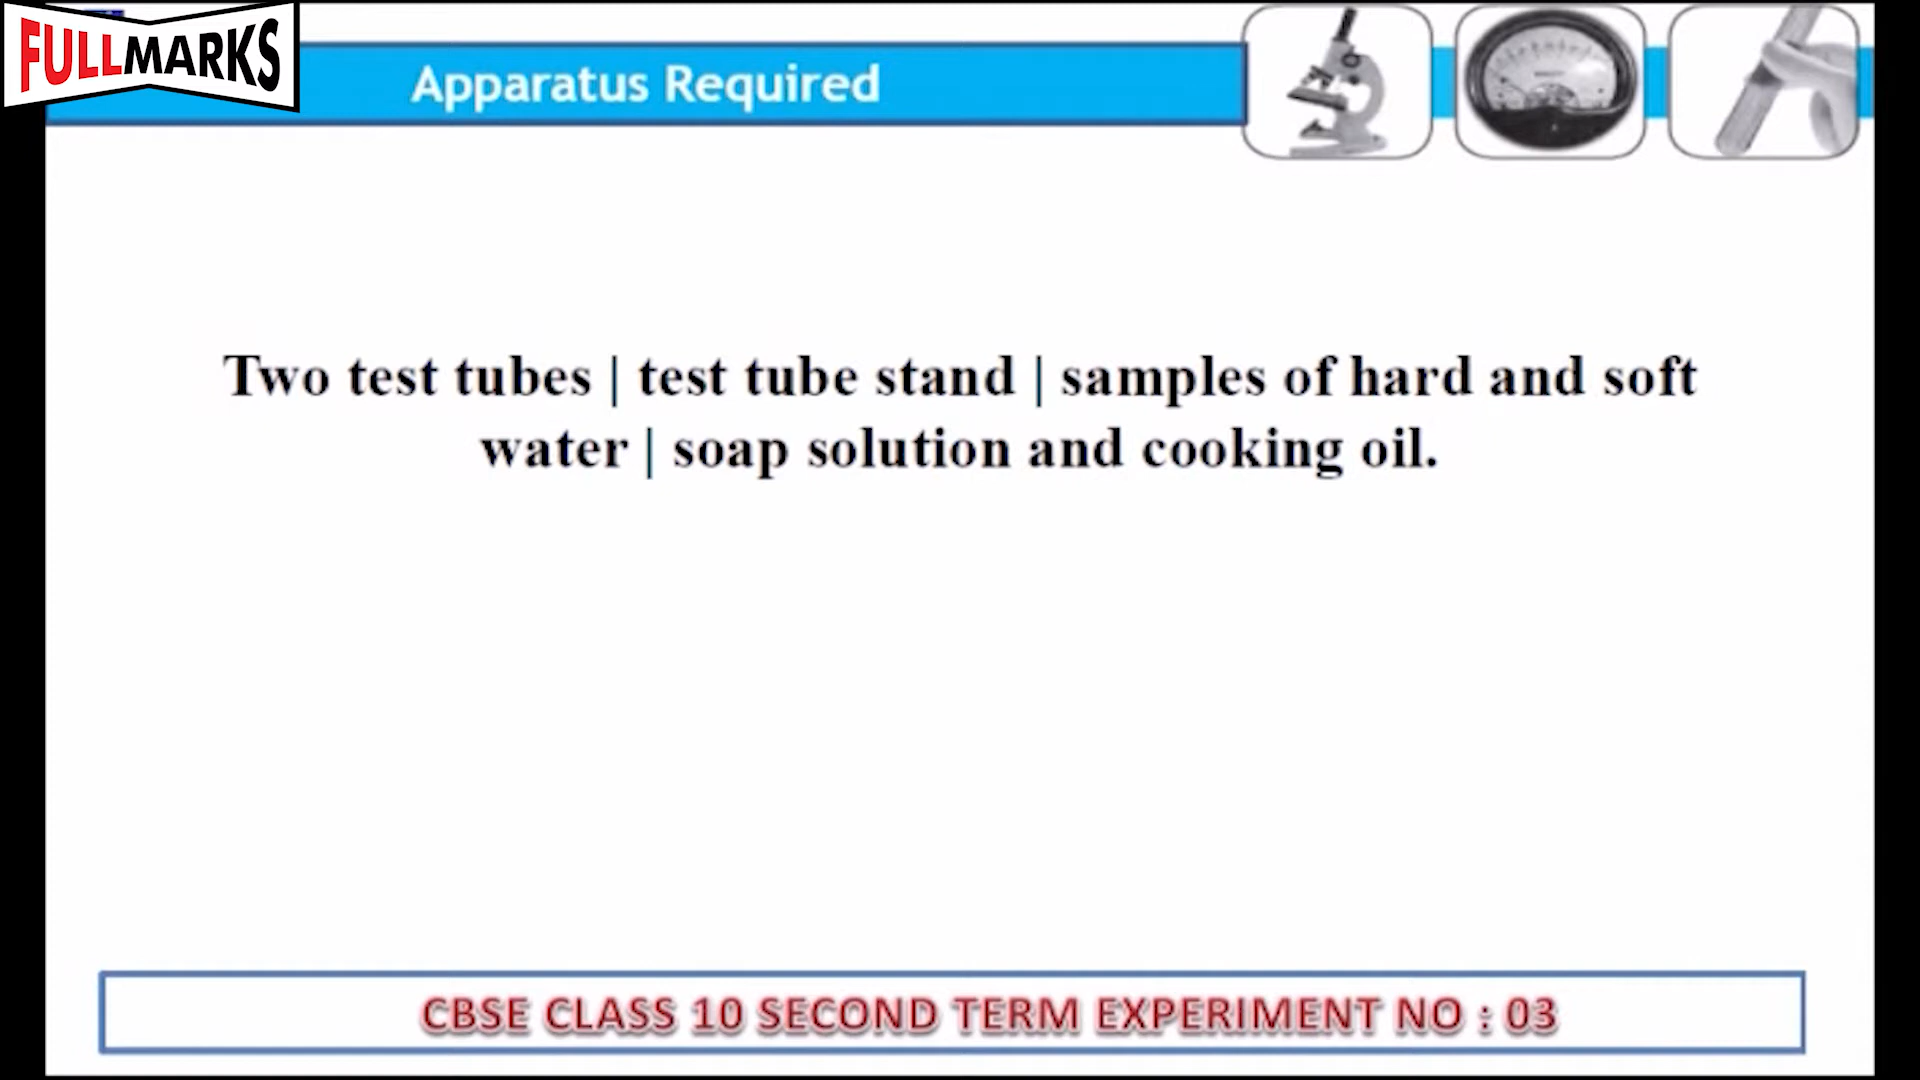 FULLMARKS
Apparatus Required
Two test tubes | test tube stand | samples of hard and soft
water | soap solution and cooking oil.
CBSE CLASS 10 SECOND TERM EXPERIMENT NO : 03